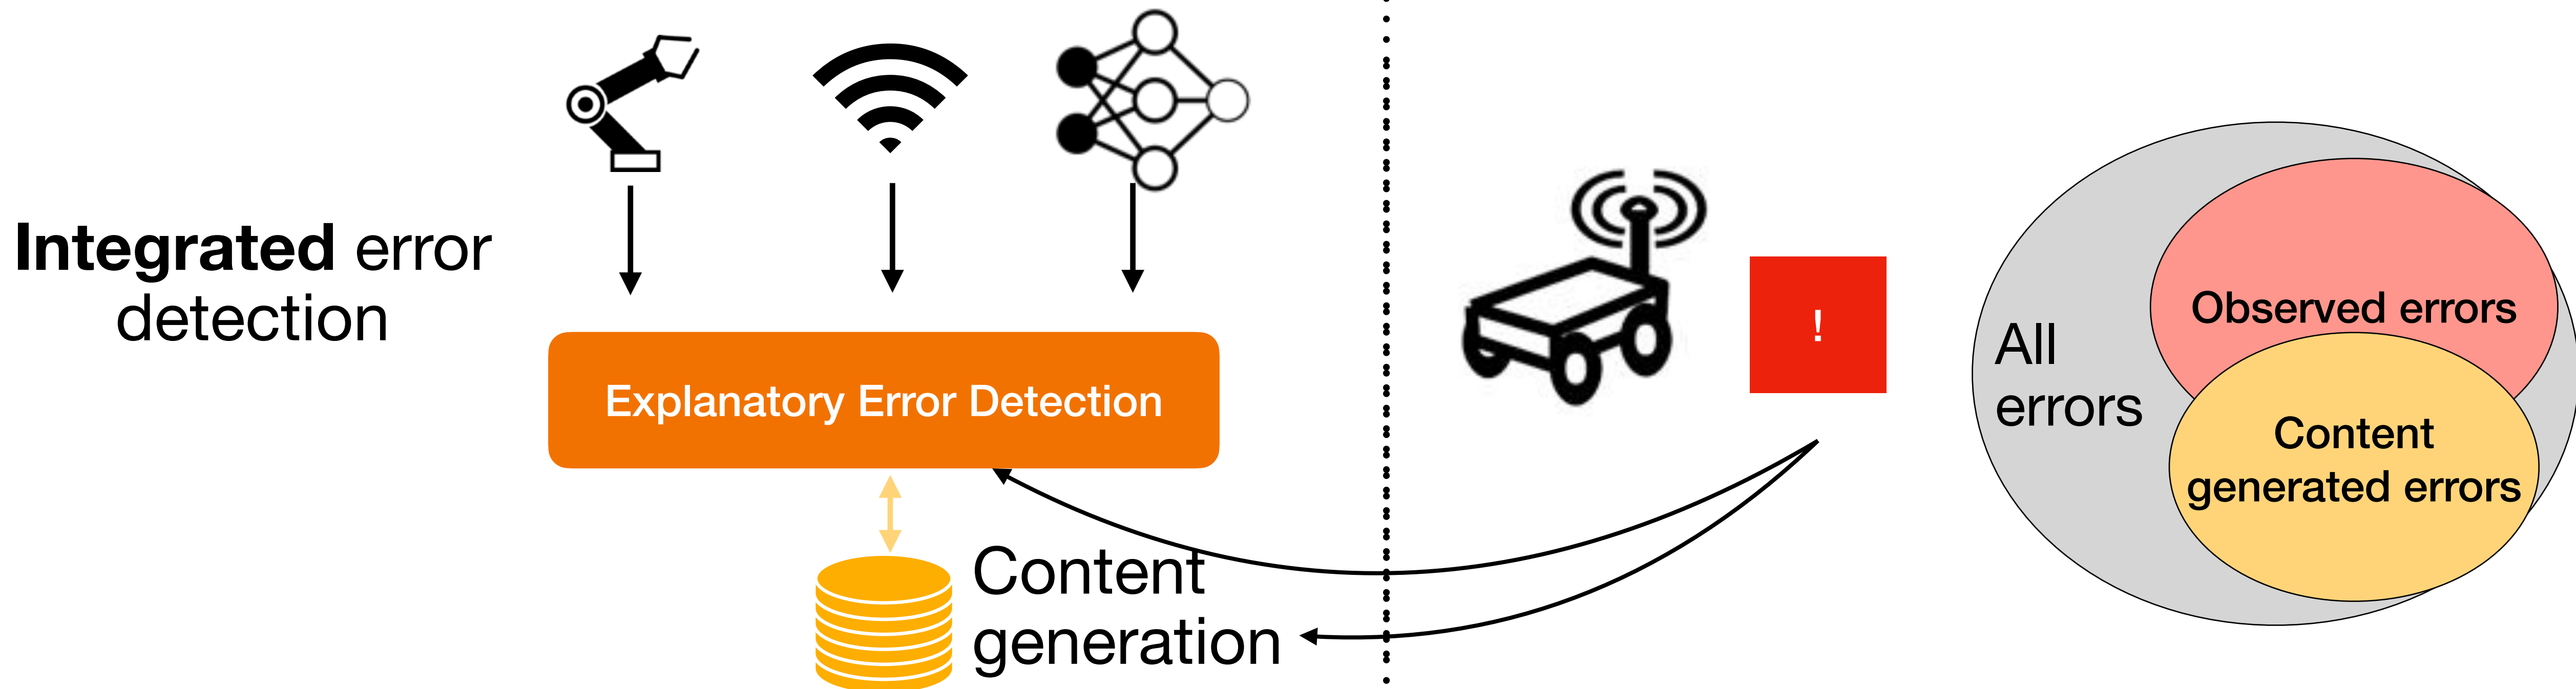 Integrated error
detection
Explanatory Error Detection
Content
generation
!
All
errors
Observed errors
Content
generated errors